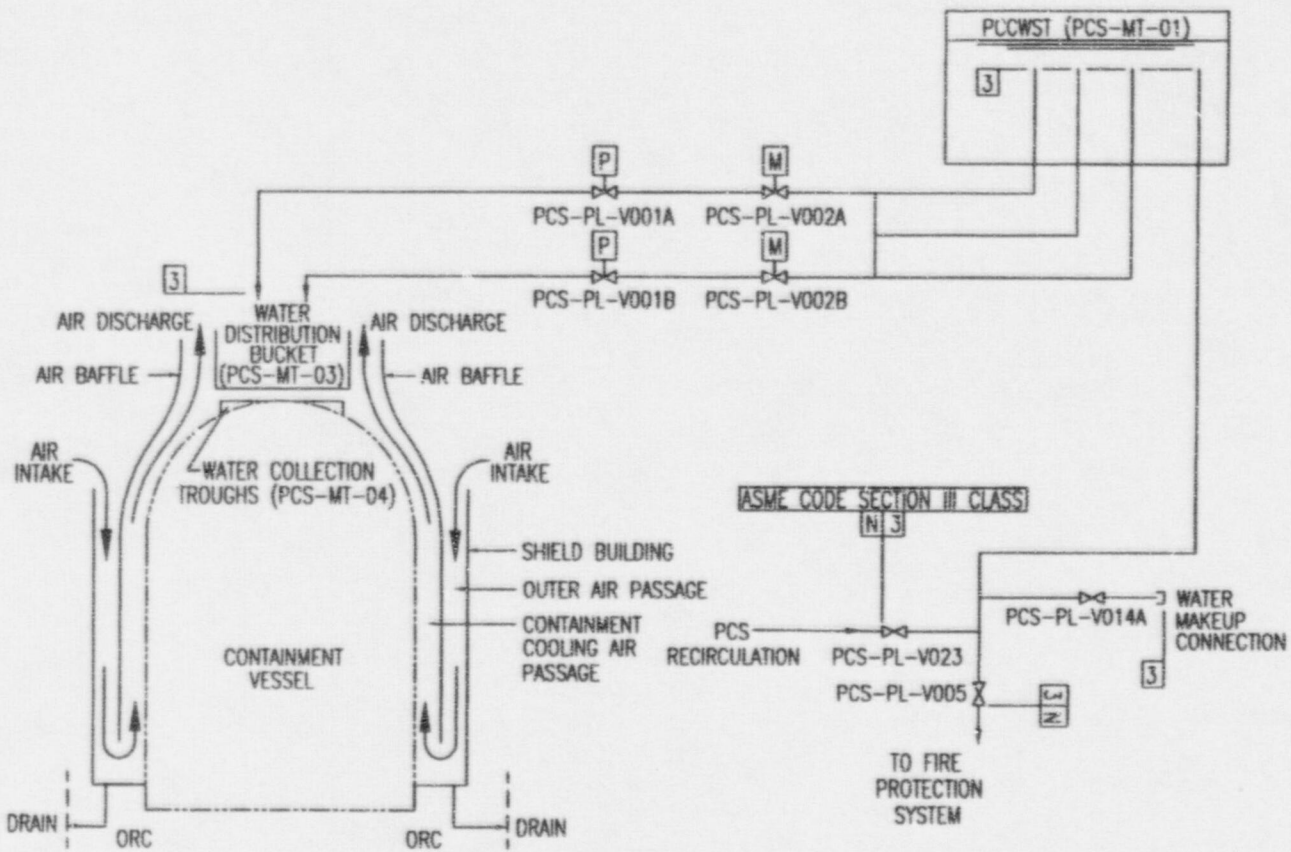 PCCWST (PCS-MT-01)
3
P
M
PCS-PL-V001A
PCS-PL-V002A
P
M
PCS-PL-V001B
PCS-PL-V002B
3
AIR DISCHARGE
WATER
DISTRIBUTION
BUCKET
(PCS-MT-03)
AIR DISCHARGE
AIR BAFFLE
AIR BAFFLE
AIR
INTAKE
WATER COLLECTION
TROUGHS (PCS-MT-04)
AIR
INTAKE
ASME CODE SECTION III CLASS
N 3
SHIELD BUILDING
OUTER AIR PASSAGE
CONTAINMENT
COOLING AIR
PASSAGE
CONTAINMENT
VESSEL
PCS
RECIRCULATION
PCS-PL-V023
PCS-PL-V014A
WATER
MAKEUP
CONNECTION
3
PCS-PL-V005
3
N
TO FIRE
PROTECTION
SYSTEM
DRAIN
ORC
ORC
DRAIN